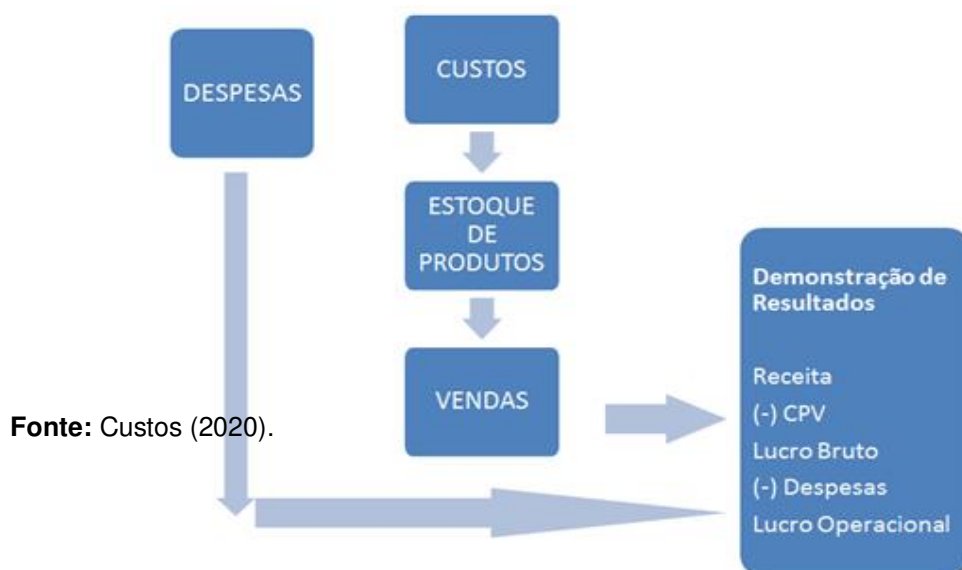 DESPESAS
CUSTOS
ESTOQUE
DE
PRODUTOS
VENDAS
Fonte: Custos (2020).
Demonstração de
Resultados
Receita
(-) CPV
Lucro Bruto
(-) Despesas
Lucro Operacional